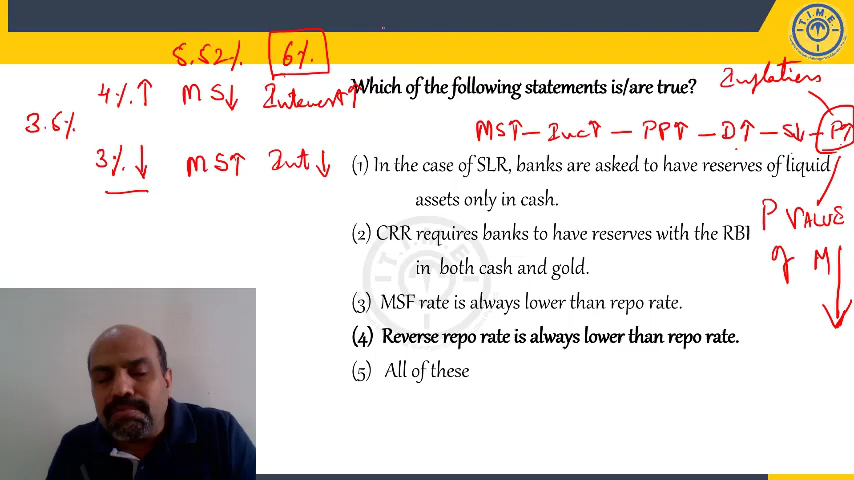 T.I.M.E.
5.52% 6%
4%↑ MS↓ Interest↑
3.6%
3%↓ MS↑ Int↓
Which of the following statements is/are true?
Inflation
MS↑ – Inc↑ – PP↑ – D↑ – S↓ – P↑
(1) In the case of SLR, banks are asked to have reserves of liquid
assets only in cash.
P VALUE
of M↓
(2) CRR requires banks to have reserves with the RBI
in both cash and gold.
(3) MSF rate is always lower than repo rate.
(4) Reverse repo rate is always lower than repo rate.
(5) All of these